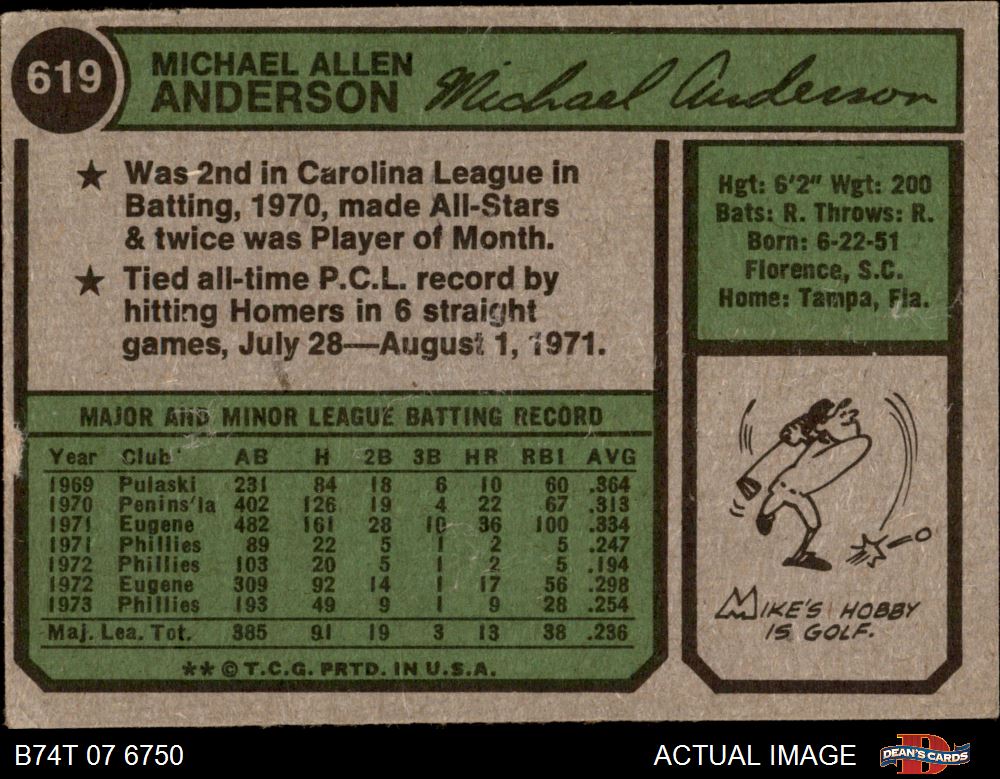 619
MICHAEL ALLEN
ANDERSON
Michael Anderson
★ Was 2nd in Carolina League in
Batting, 1970, made All-Stars
& twice was Player of Month.
★ Tied all-time P.C.L. record by
hitting Homers in 6 straight
games, July 28—August 1, 1971.
Hgt: 6'2" Wgt: 200
Bats: R. Throws: R.
Born: 6-22-51
Florence, S.C.
Home: Tampa, Fla.
MAJOR AND MINOR LEAGUE BATTING RECORD
Year Club AB H 2B 3B HR RBI AVG
1969 Pulaski 231 84 18 6 10 60 .364
1970 Penins'la 402 126 19 4 22 67 .313
1971 Eugene 482 161 28 10 36 100 .334
1971 Phillies 89 22 5 1 2 5 .247
1972 Phillies 103 20 5 1 2 5 .194
1972 Eugene 309 92 14 1 17 56 .298
1973 Phillies 193 49 9 1 9 28 .254
Maj. Lea. Tot. 385 91 19 3 13 38 .236
** © T.C.G. PRTD. IN U.S.A.
MIKE'S HOBBY
IS GOLF.
B74T 07 6750
ACTUAL IMAGE
DEAN'S CARDS